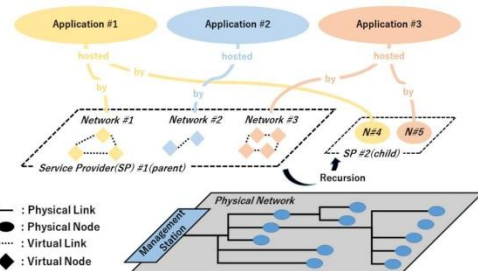 Application #1
Application #2
Application #3
hosted
hosted
hosted
by
by
by
by
by
Network #1
Network #2
Network #3
N#4
N#5
Service Provider(SP) #1(parent)
SP #2(child)
Recursion
Physical Network
Management
Station
: Physical Link
: Physical Node
: Virtual Link
: Virtual Node